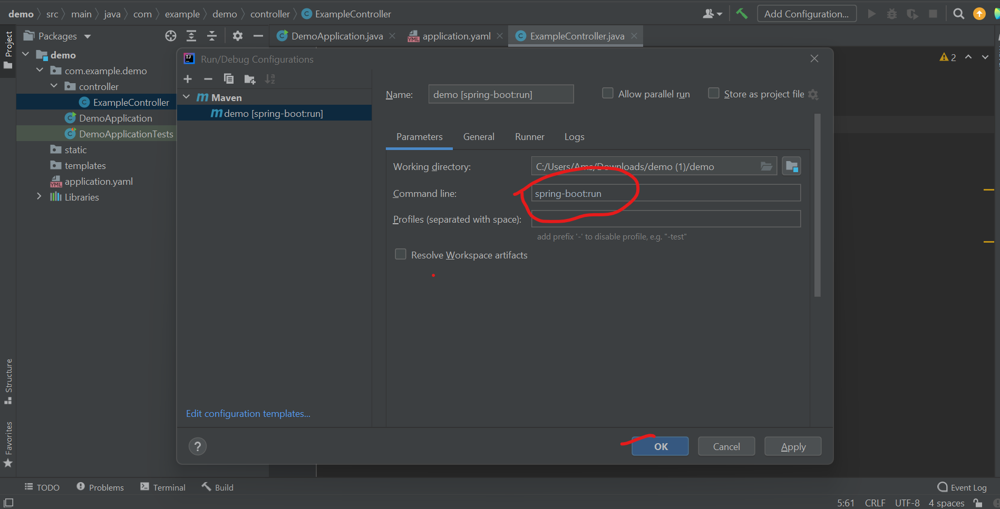 demo src main java com example demo controller ExampleController
Add Configuration...
Project
Packages
DemoApplication.java
application.yaml
ExampleController.java
demo
com.example.demo
controller
ExampleController
DemoApplication
DemoApplicationTests
static
templates
YML application.yaml
Libraries
2
Run/Debug Configurations
Maven
demo [spring-boot:run]
Name: demo [spring-boot:run]
Allow parallel run
Store as project file
Parameters General Runner Logs
Working directory: C:/Users/Ams/Downloads/demo (1)/demo
Command line: spring-boot:run
Profiles (separated with space):
add prefix '-' to disable profile, e.g. "-test"
Resolve Workspace artifacts
Edit configuration templates...
? OK Cancel Apply
Structure
Favorites
TODO Problems Terminal Build Event Log
5:61 CRLF UTF-8 4 spaces